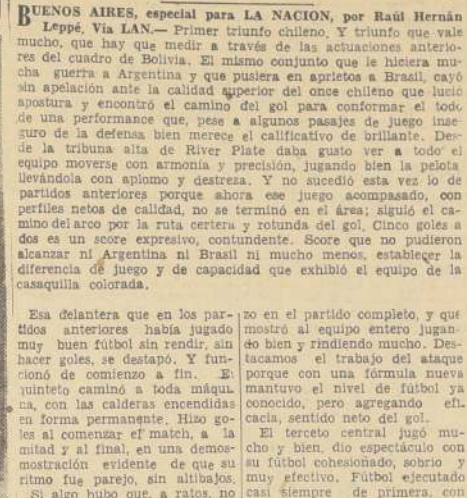 BUENOS AIRES, especial para LA NACION, por Raúl Hernán
Leppé, Vía LAN.— Primer triunfo chileno. Y triunfo que vale
mucho, que hay que medir a través de las actuaciones anterio-
res del cuadro de Bolivia. El mismo conjunto que le hiciera mu-
cha guerra a Argentina y que pusiera en aprietos a Brasil, cayó
sin apelación ante la calidad superior del once chileno que lució
apostura y encontró el camino del gol para conformar el todo
de una performance que, pese a algunos pasajes de juego inse-
guro de la defensa bien merece el calificativo de brillante. Des-
de la tribuna alta de River Plate daba gusto ver a todo el
equipo moverse con armonía y precisión, jugando bien la pelota
llevándola con aplomo y destreza. Y no sucedió esta vez lo de
partidos anteriores porque ahora ese juego acompasado, con
perfiles netos de calidad, no se terminó en el área; siguió el ca-
mino del arco por la ruta certera y rotunda del gol. Cinco goles a
dos es un score expresivo, contundente. Score que no pudieron
alcanzar ni Argentina ni Brasil ni mucho menos, establecer la
diferencia de juego y de capacidad que exhibió el equipo de la
casaquilla colorada.
Esa delantera que en los par-
tidos anteriores había jugado
muy buen fútbol sin rendir, sin
hacer goles, se destapó. Y fun-
cionó de comienzo a fin. El
quinteto caminó a toda máqui-
na, con las calderas encendidas
en forma permanente. Hizo go-
les al comenzar el match, a la
mitad y al final, en una demos-
mostración evidente de que su
ritmo fue parejo, sin altibajos.
Si algo hubo que, a ratos, no
zo en el partido completo, y que
mostró al equipo entero jugan-
do bien y rindiendo mucho. Des-
tacamos el trabajo del ataque
porque con una fórmula nueva
mantuvo el nivel de fútbol ya
conocido, pero agregando efi-
cacia, sentido neto del gol.
El terceto central jugó mu-
cho y bien, dio espectáculo con
su fútbol cohesionado, sobrio y
muy efectivo. Fútbol ejecutado
casi siempre de primera, con